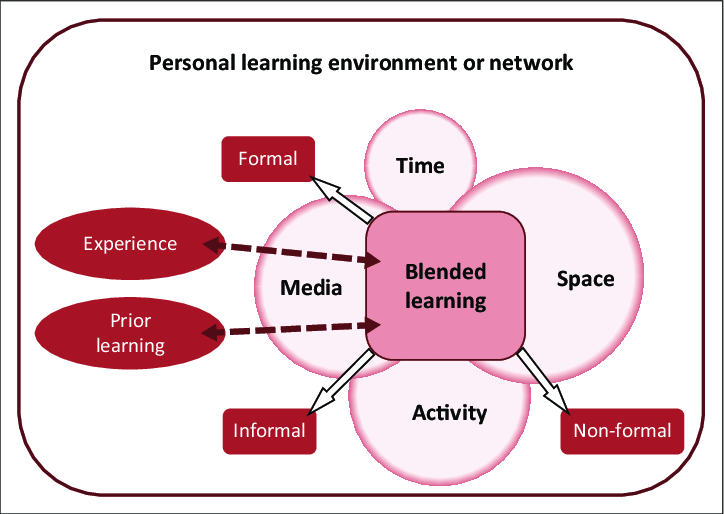 Personal learning environment or network
Formal
Time
Experience
Blended
learning
Media
Space
Prior
learning
Activity
Informal
Non-formal